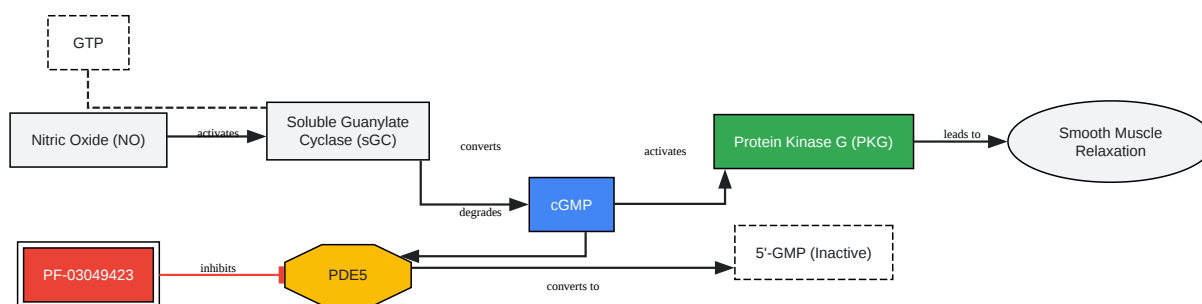 GTP
Nitric Oxide (NO)
activates
Soluble Guanylate
Cyclase (sGC)
converts
activates
Protein Kinase G (PKG)
leads to
Smooth Muscle
Relaxation
degrades
cGMP
PF-03049423
inhibits
PDE5
converts to
5'-GMP (Inactive)